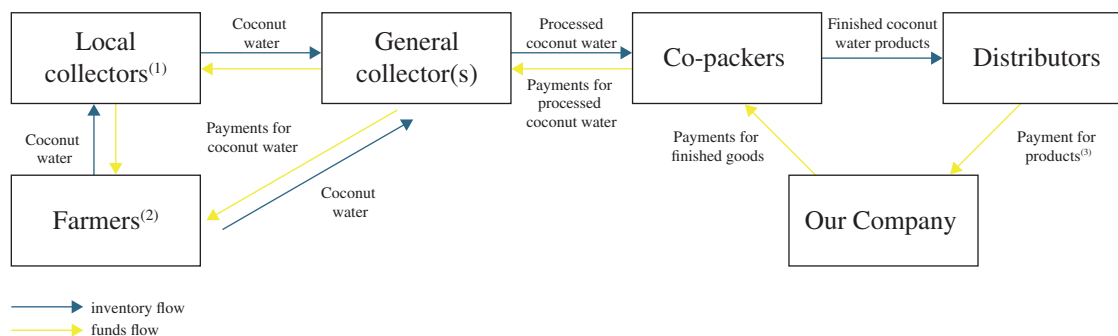 Local
collectors(1)
Coconut
water
General
collector(s)
Processed
coconut water
Payments for
processed
coconut water
Co-packers
Finished coconut
water products
Distributors
Coconut
water
Payments for
coconut water
Coconut
water
Payments for
finished goods
Payment for
products(3)
Farmers(2)
Our Company
inventory flow
funds flow